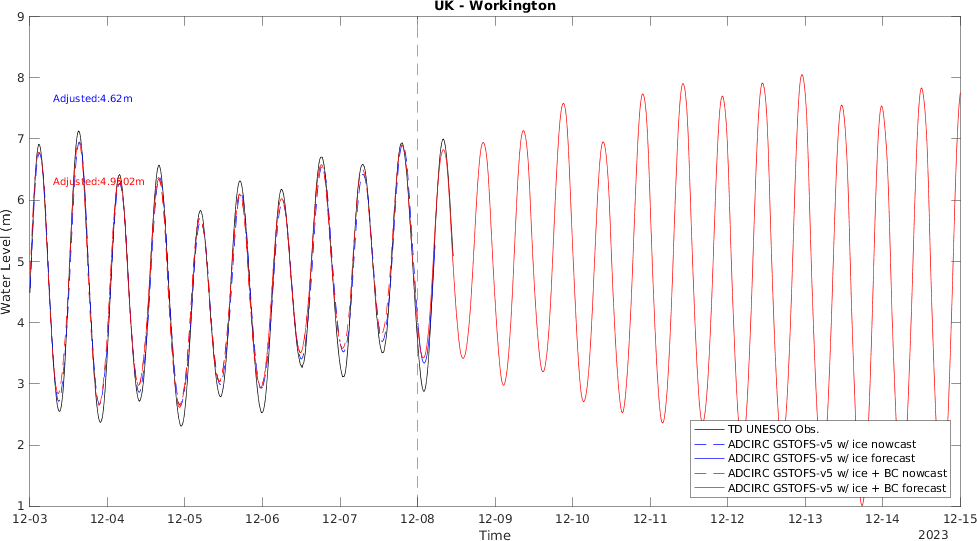 UK - Workington
9
8
7
6
5
4
3
2
1
Water Level (m)
Adjusted:4.62m
Adjusted:4.9502m
TD UNESCO Obs.
ADCIRC GSTOFS-v5 w/ ice nowcast
ADCIRC GSTOFS-v5 w/ ice forecast
ADCIRC GSTOFS-v5 w/ ice + BC nowcast
ADCIRC GSTOFS-v5 w/ ice + BC forecast
12-03 12-04 12-05 12-06 12-07 12-08 12-09 12-10 12-11 12-12 12-13 12-14 12-15
Time
2023